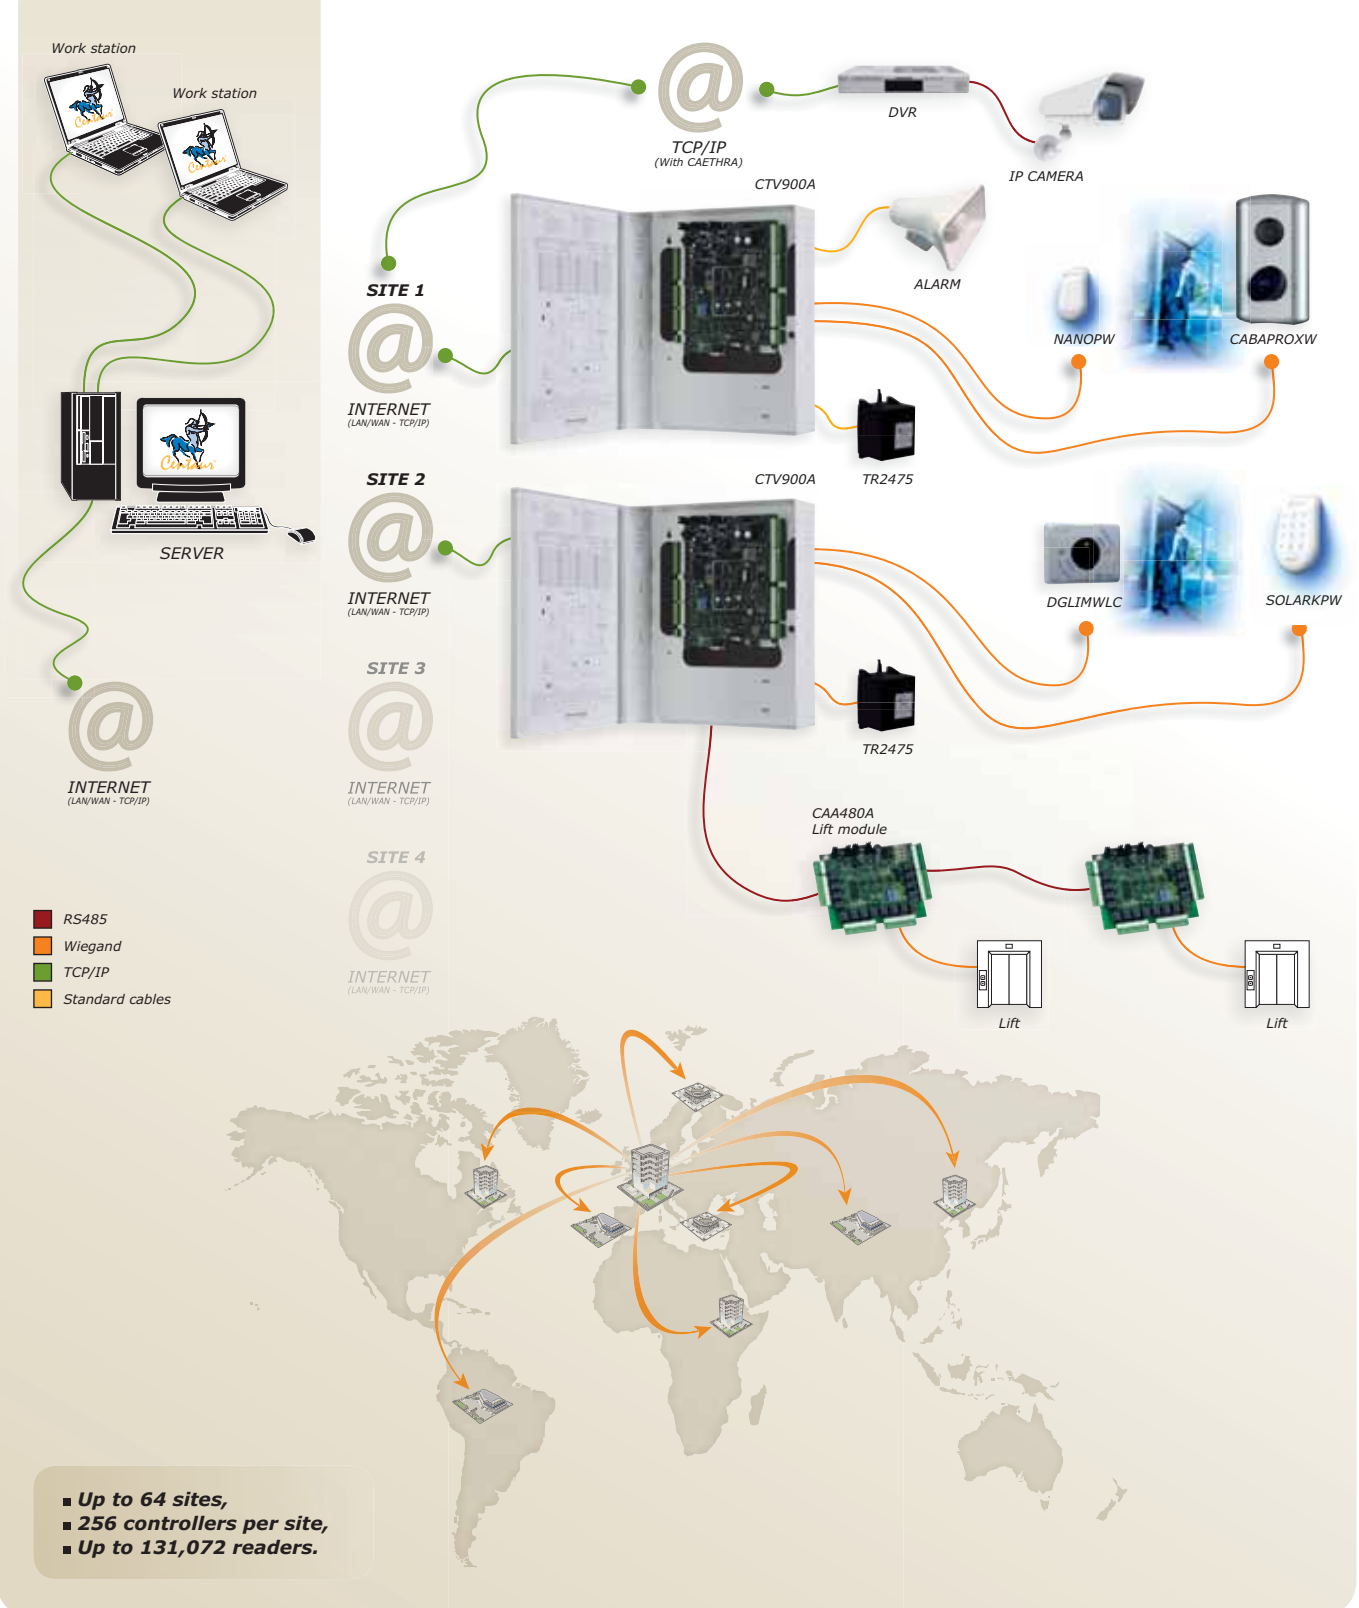 Work station
Work station
Centaur
Centaur
Centaur
SERVER
INTERNET
(LAN/WAN - TCP/IP)
TCP/IP
(With CAETHRA)
DVR
IP CAMERA
SITE 1
INTERNET
(LAN/WAN - TCP/IP)
CTV900A
ALARM
NANOPW
CABAPROXW
TR2475
SITE 2
INTERNET
(LAN/WAN - TCP/IP)
CTV900A
DGLIMWLC
SOLARKPW
TR2475
SITE 3
INTERNET
(LAN/WAN - TCP/IP)
CAA480A
Lift module
SITE 4
INTERNET
(LAN/WAN - TCP/IP)
Lift
Lift
RS485
Wiegand
TCP/IP
Standard cables
Up to 64 sites,
256 controllers per site,
Up to 131,072 readers.